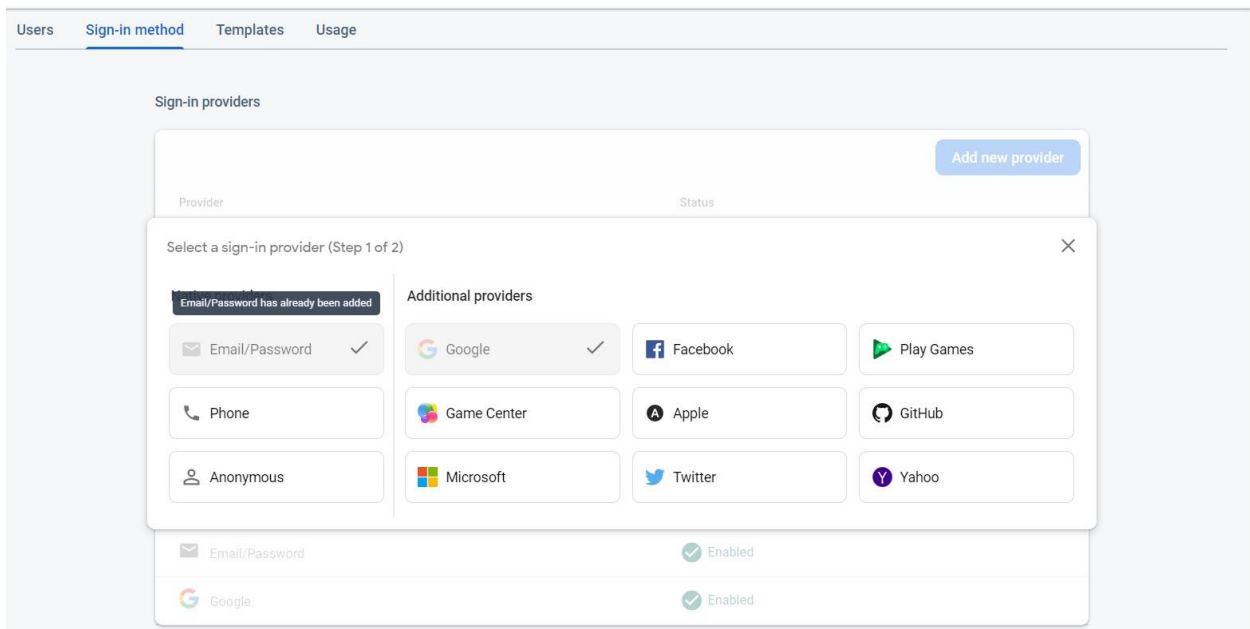 Users Sign-in method Templates Usage
Sign-in providers
Add new provider
Provider Status
Select a sign-in provider (Step 1 of 2)
Email/Password has already been added
Additional providers
Email/Password
Google
Facebook
Play Games
Phone
Game Center
Apple
GitHub
Anonymous
Microsoft
Twitter
Yahoo
Email/Password Enabled
Google Enabled